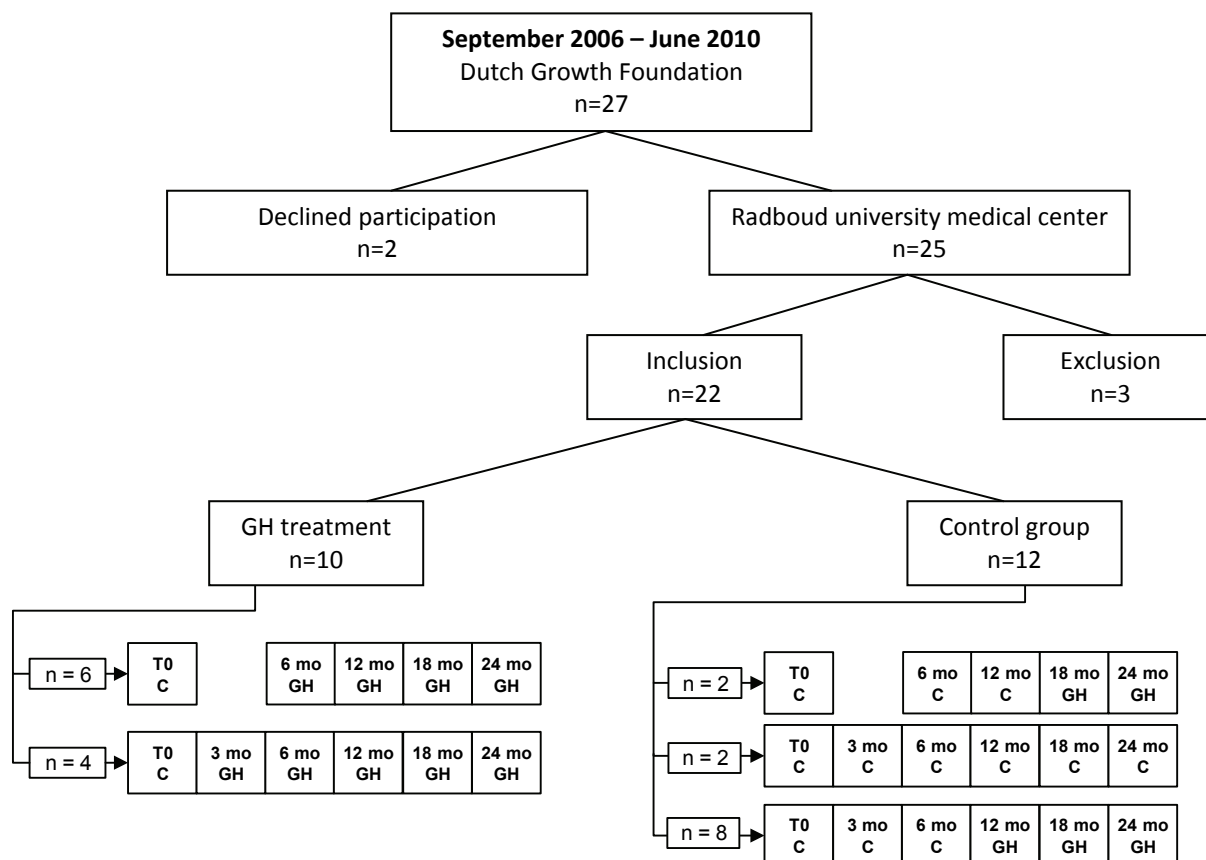 September 2006 – June 2010
Dutch Growth Foundation
n=27
Declined participation
n=2
Radboud university medical center
n=25
Inclusion
n=22
Exclusion
n=3
GH treatment
n=10
Control group
n=12
n = 6
T0
C
6 mo
GH
12 mo
GH
18 mo
GH
24 mo
GH
n = 4
T0
C
3 mo
GH
6 mo
GH
12 mo
GH
18 mo
GH
24 mo
GH
n = 2
T0
C
6 mo
C
12 mo
C
18 mo
GH
24 mo
GH
n = 2
T0
C
3 mo
C
6 mo
C
12 mo
C
18 mo
C
24 mo
C
n = 8
T0
C
3 mo
C
6 mo
C
12 mo
GH
18 mo
GH
24 mo
GH